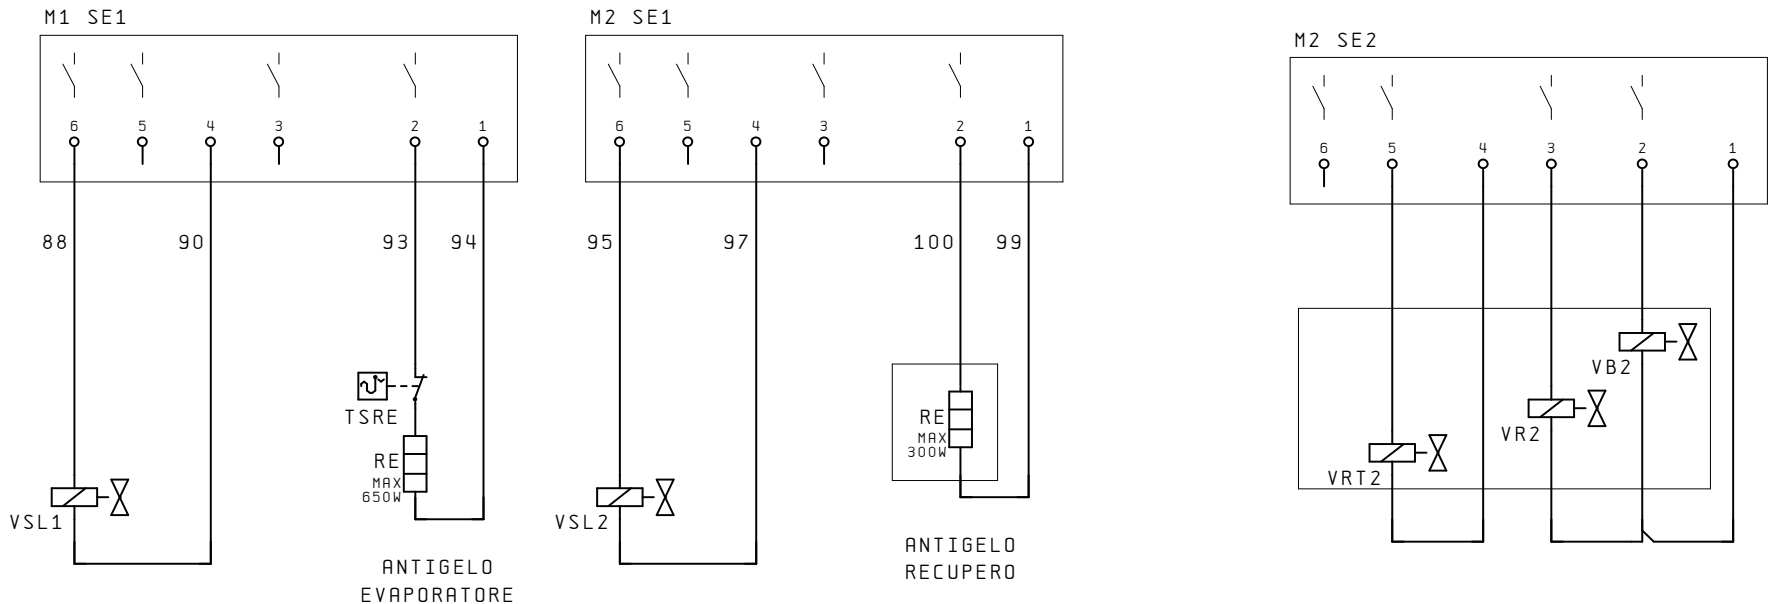 M1 SE1
6 5 4 3 2 1
88 90 93 94
TSRE
RE
MAX
650W
VSL1
ANTIGELO
EVAPORATORE
M2 SE1
6 5 4 3 2 1
95 97 100 99
RE
MAX
300W
VSL2
ANTIGELO
RECUPERO
M2 SE2
6 5 4 3 2 1
VB2
VR2
VRT2